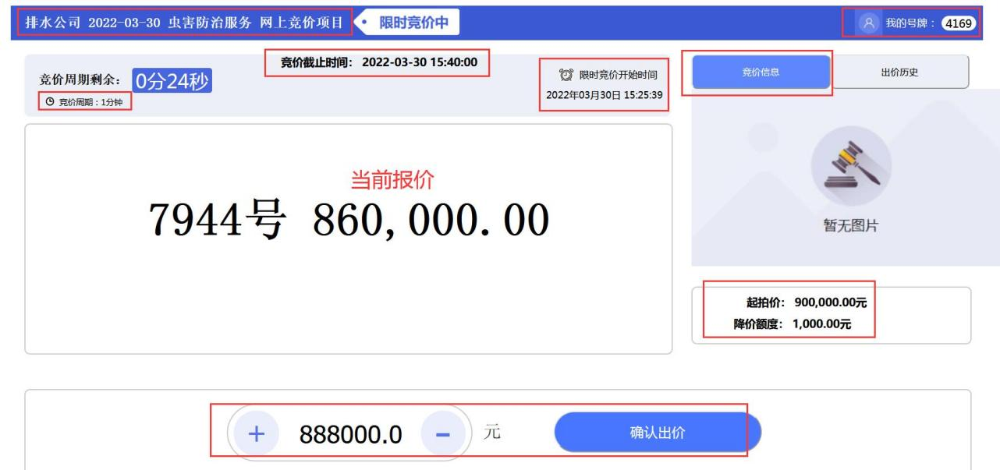 排水公司 2022-03-30 虫害防治服务 网上竞价项目 限时竞价中 我的号牌： 4169
竞价截止时间： 2022-03-30 15:40:00
竞价周期剩余： 0分24秒
竞价周期：1分钟
限时竞价开始时间
2022年03月30日 15:25:39
竞价信息 出价历史
当前报价
7944号 860,000.00
暂无图片
起拍价： 900,000.00元
降价额度： 1,000.00元
+ 888000.0 − 元 确认出价